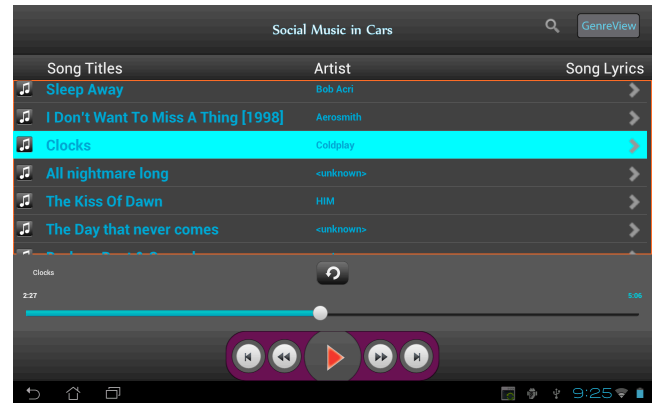 Social Music in Cars
GenreView
Song Titles Artist Song Lyrics
Sleep Away Bob Acri
I Don't Want To Miss A Thing [1998] Aerosmith
Clocks Coldplay
All nightmare long <unknown>
The Kiss Of Dawn HIM
The Day that never comes <unknown>
Clocks
2:27 5:06
9:25